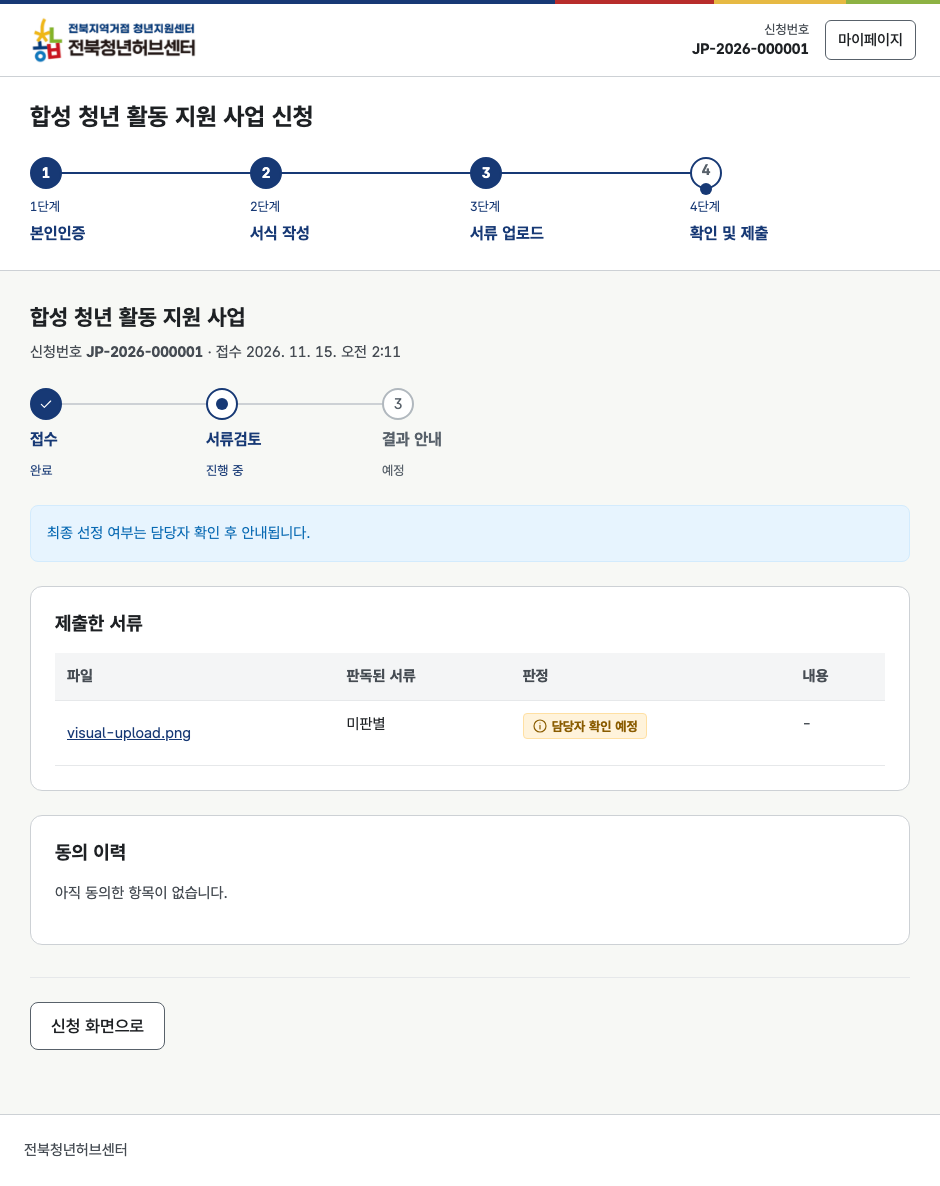 전북지역거점 청년지원센터
전북청년허브센터
신청번호
JP-2026-000001
마이페이지
합성 청년 활동 지원 사업 신청
1 2 3 4
1단계 2단계 3단계 4단계
본인인증 서식 작성 서류 업로드 확인 및 제출
합성 청년 활동 지원 사업
신청번호 JP-2026-000001 · 접수 2026. 11. 15. 오전 2:11
3
접수 서류검토 결과 안내
완료 진행 중 예정
최종 선정 여부는 담당자 확인 후 안내됩니다.
제출한 서류
파일 판독된 서류 판정 내용
visual-upload.png 미판별 담당자 확인 예정 -
동의 이력
아직 동의한 항목이 없습니다.
신청 화면으로
전북청년허브센터